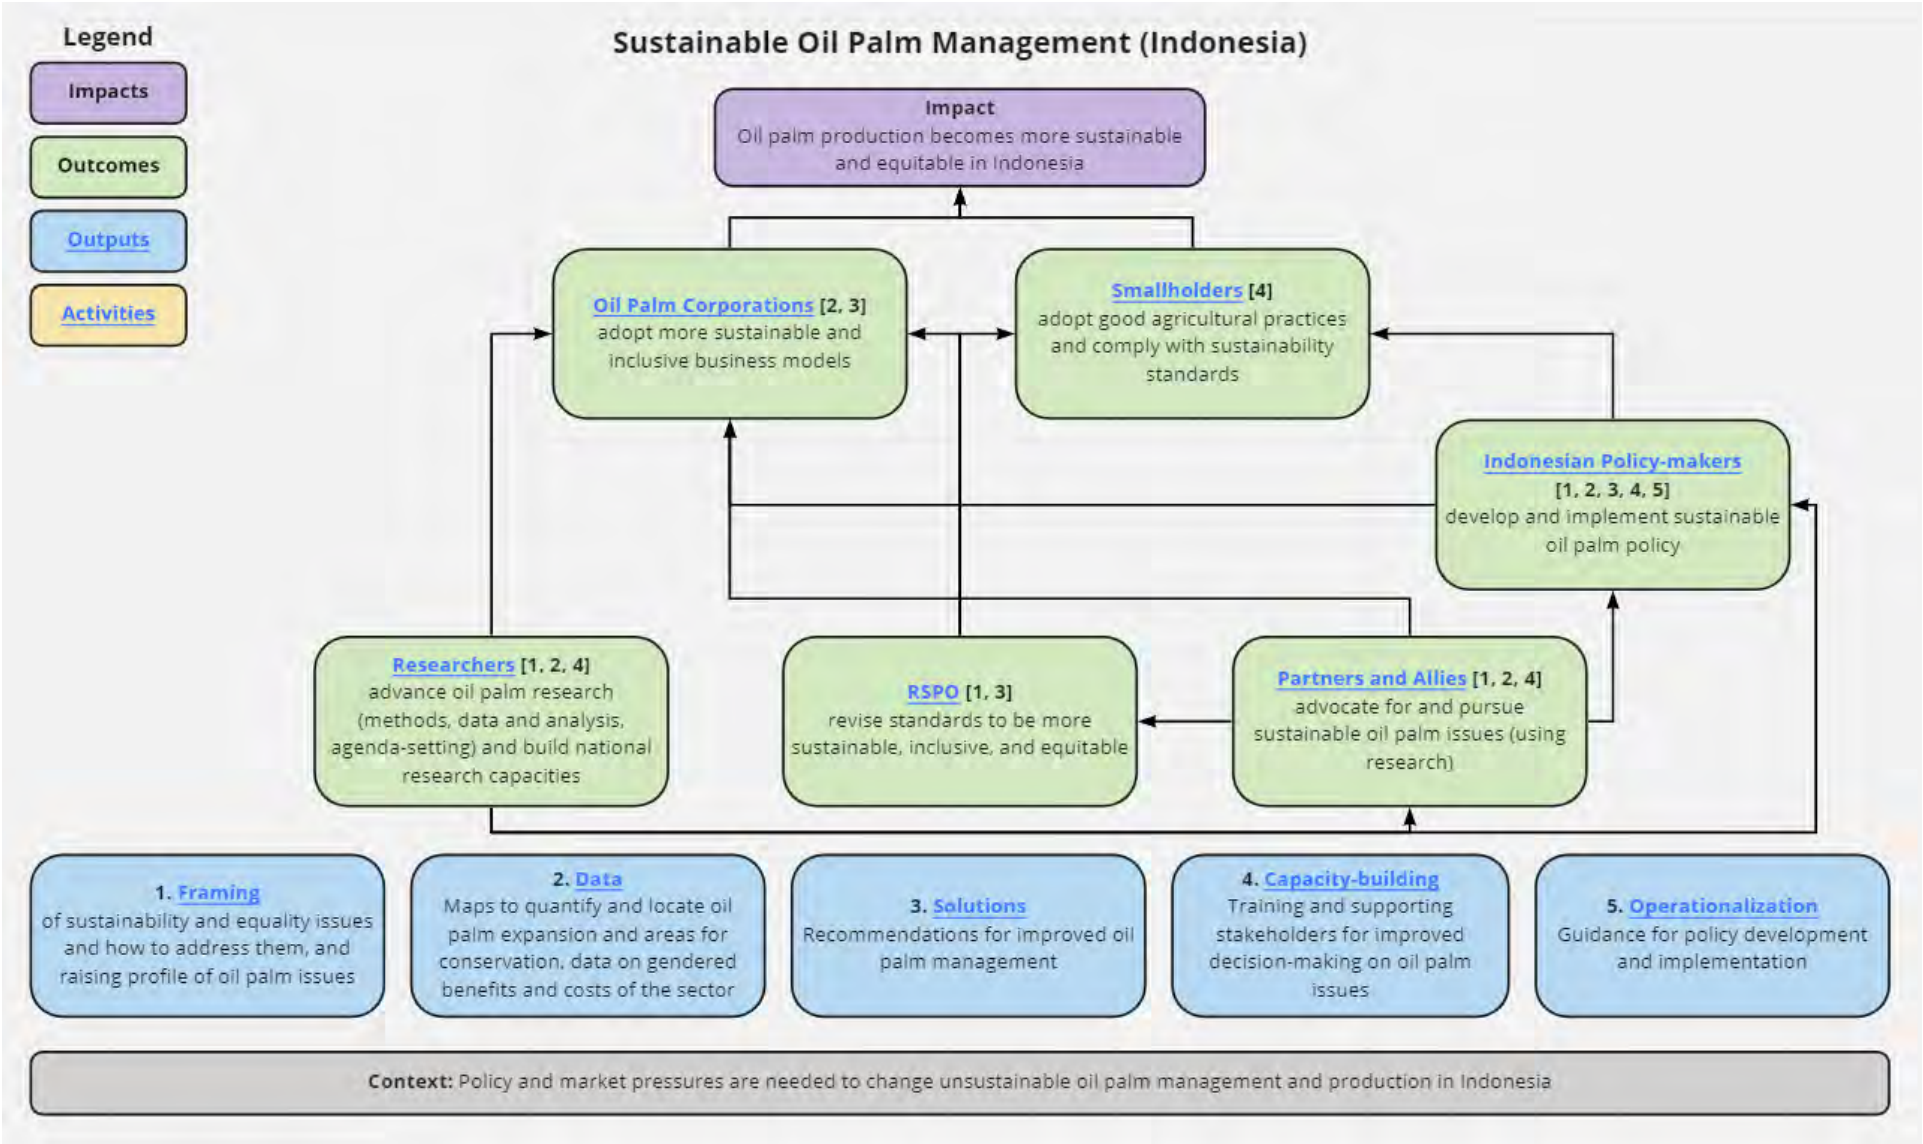 Legend
Impacts
Outcomes
Outputs
Activities
Sustainable Oil Palm Management (Indonesia)
Impact
Oil palm production becomes more sustainable
and equitable in Indonesia
Oil Palm Corporations [2, 3]
adopt more sustainable and
inclusive business models
Smallholders [4]
adopt good agricultural practices
and comply with sustainability
standards
Indonesian Policy-makers
[1, 2, 3, 4, 5]
develop and implement sustainable
oil palm policy
Researchers [1, 2, 4]
advance oil palm research
(methods, data and analysis,
agenda-setting) and build national
research capacities
RSPO [1, 3]
revise standards to be more
sustainable, inclusive, and equitable
Partners and Allies [1, 2, 4]
advocate for and pursue
sustainable oil palm issues (using
research)
1. Framing
of sustainability and equality issues
and how to address them, and
raising profile of oil palm issues
2. Data
Maps to quantify and locate oil
palm expansion and areas for
conservation, data on gendered
benefits and costs of the sector
3. Solutions
Recommendations for improved oil
palm management
4. Capacity-building
Training and supporting
stakeholders for improved
decision-making on oil palm
issues
5. Operationalization
Guidance for policy development
and implementation
Context: Policy and market pressures are needed to change unsustainable oil palm management and production in Indonesia